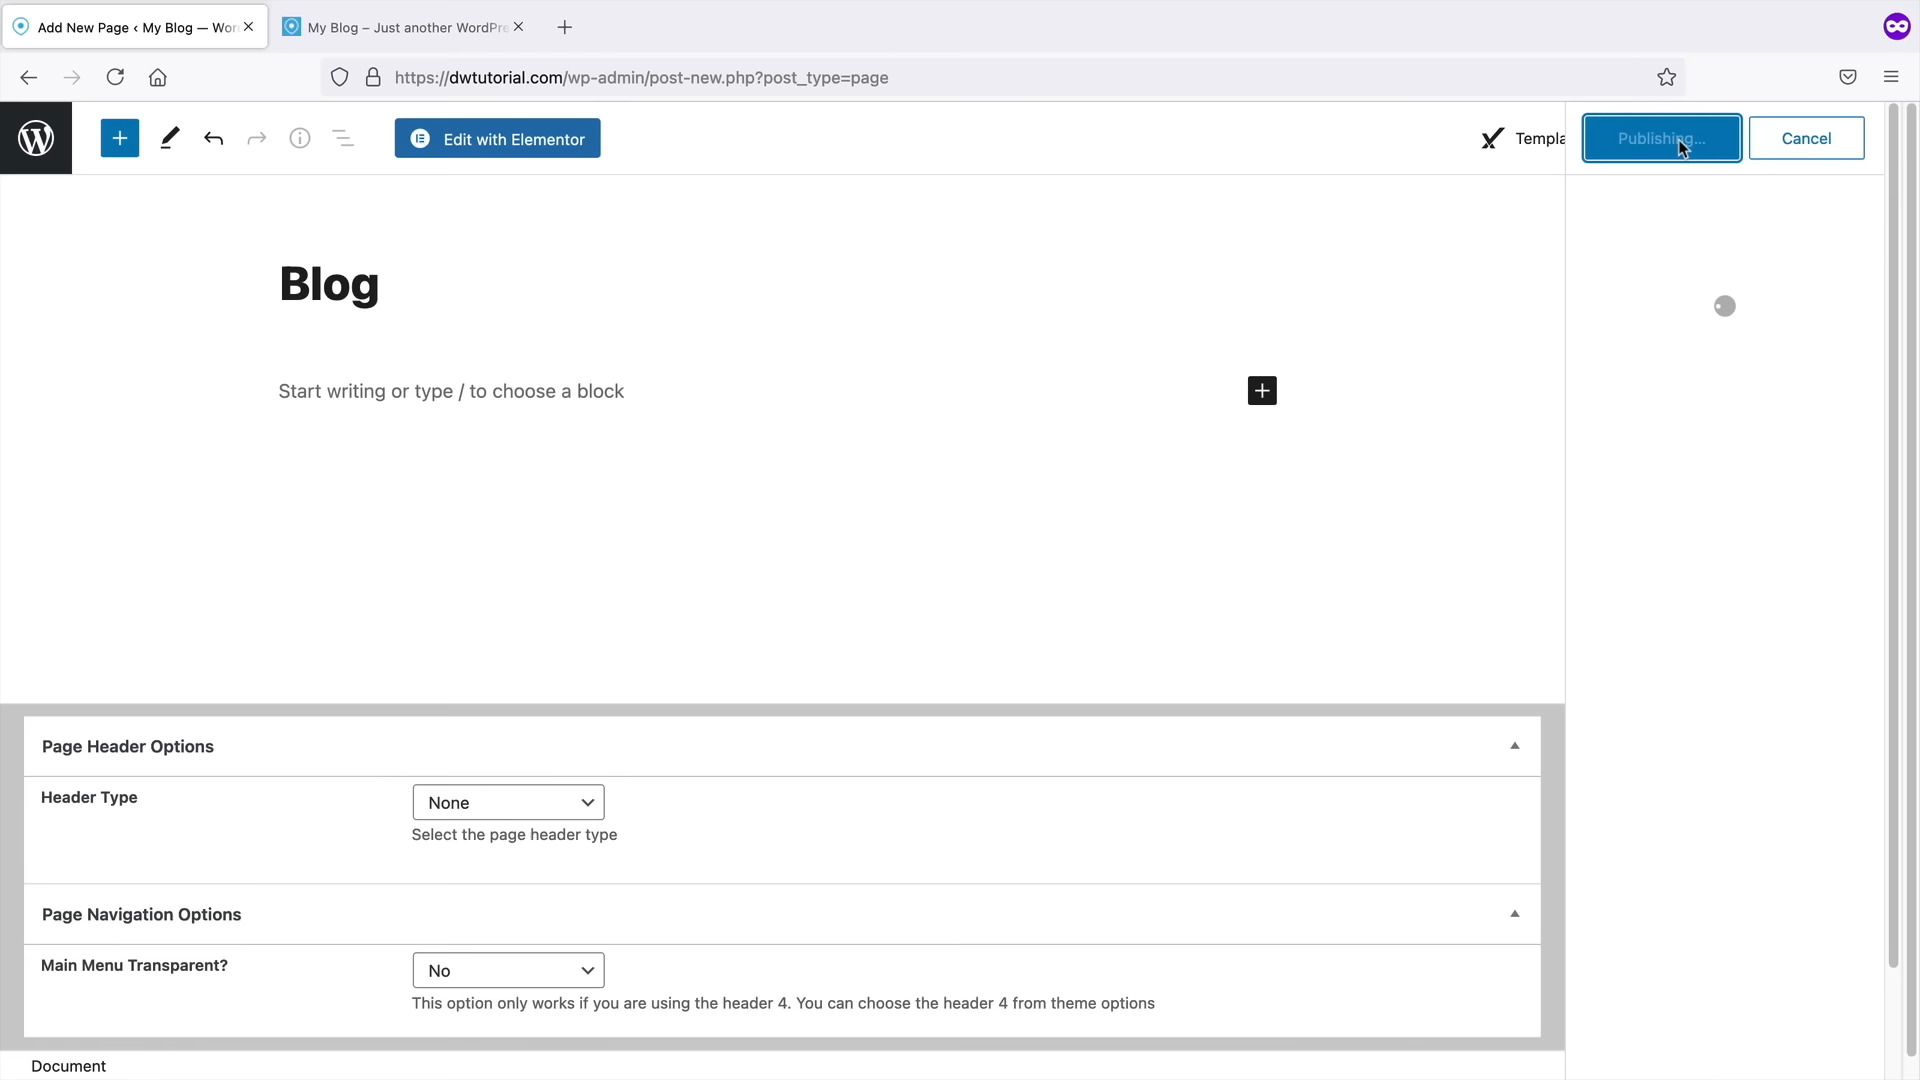 Add New Page ‹ My Blog — Wor
My Blog – Just another WordPre
https://dwtutorial.com/wp-admin/post-new.php?post_type=page
Edit with Elementor
Templa
Publishing...
Cancel
Blog
Start writing or type / to choose a block
Page Header Options
Header Type
None
Select the page header type
Page Navigation Options
Main Menu Transparent?
No
This option only works if you are using the header 4. You can choose the header 4 from theme options
Document